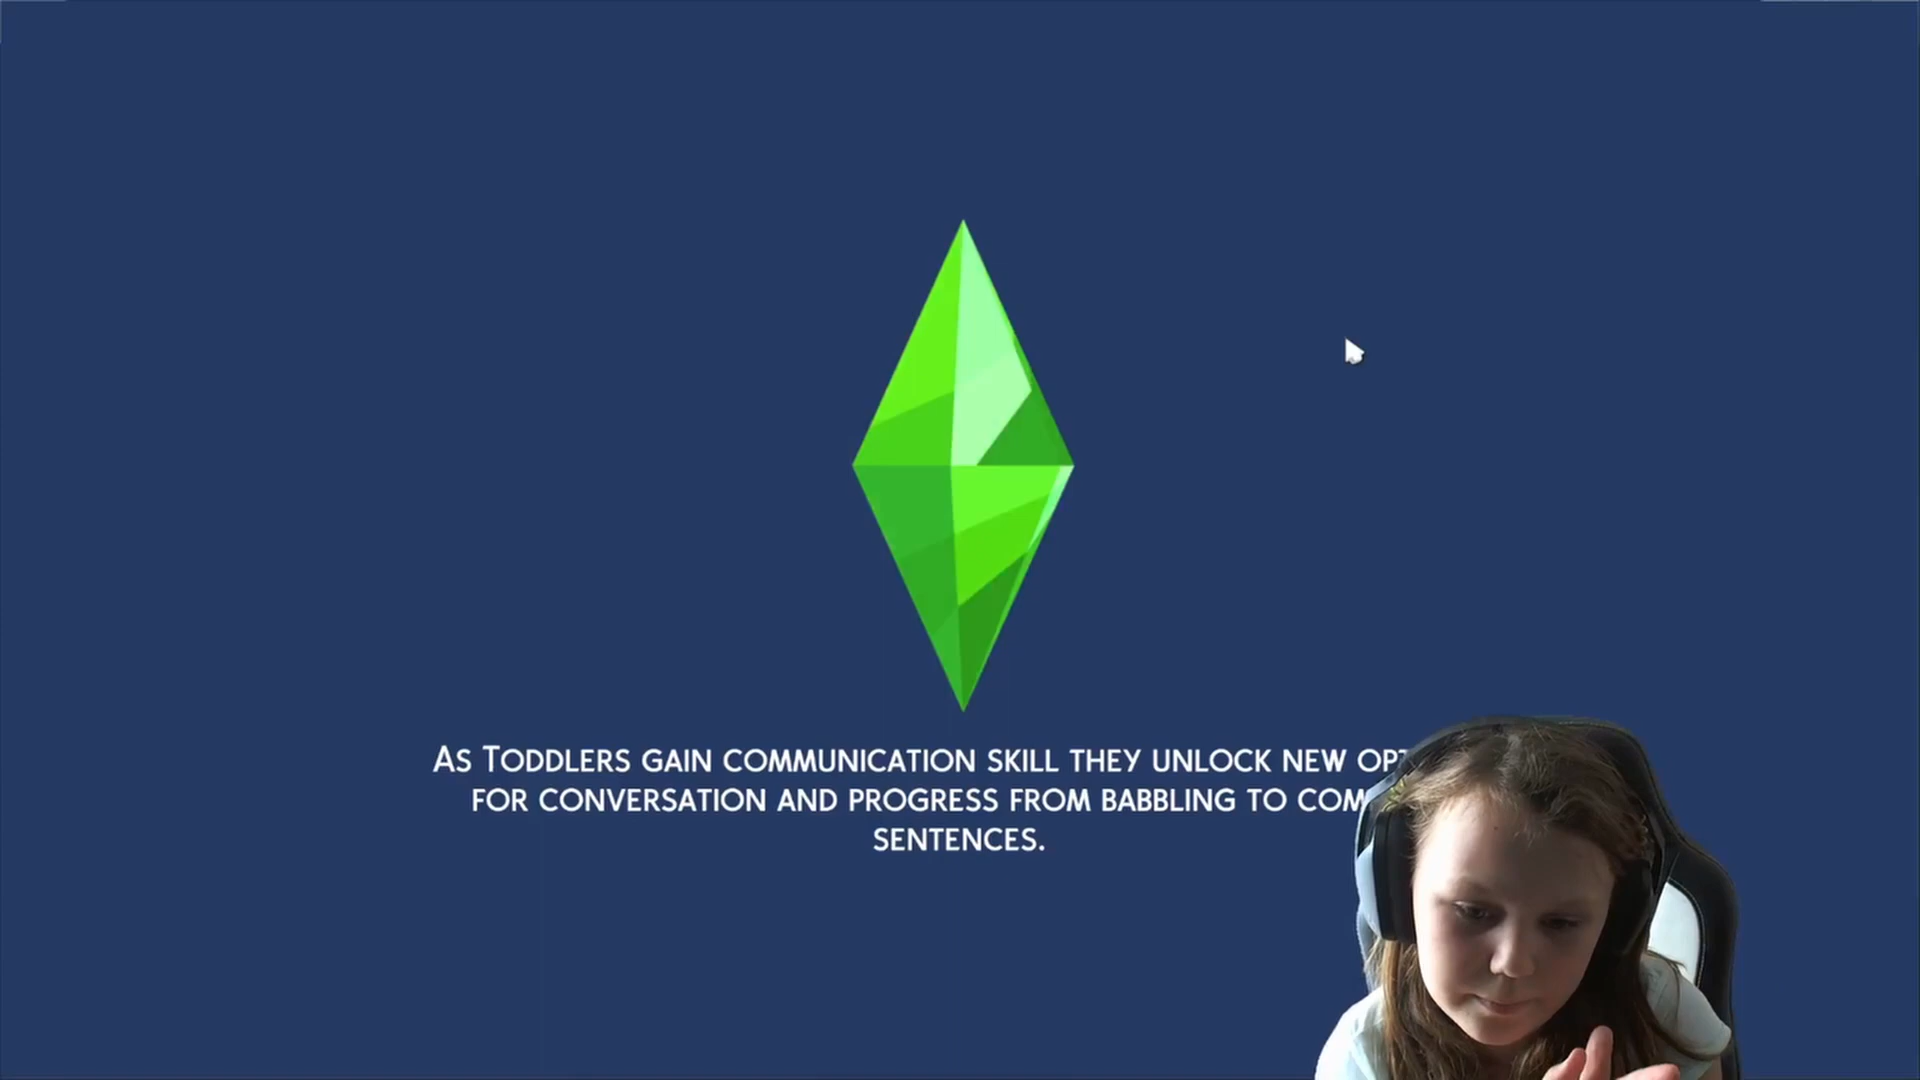 As Toddlers gain communication skill they unlock new
for conversation and progress from babbling to
sentences.